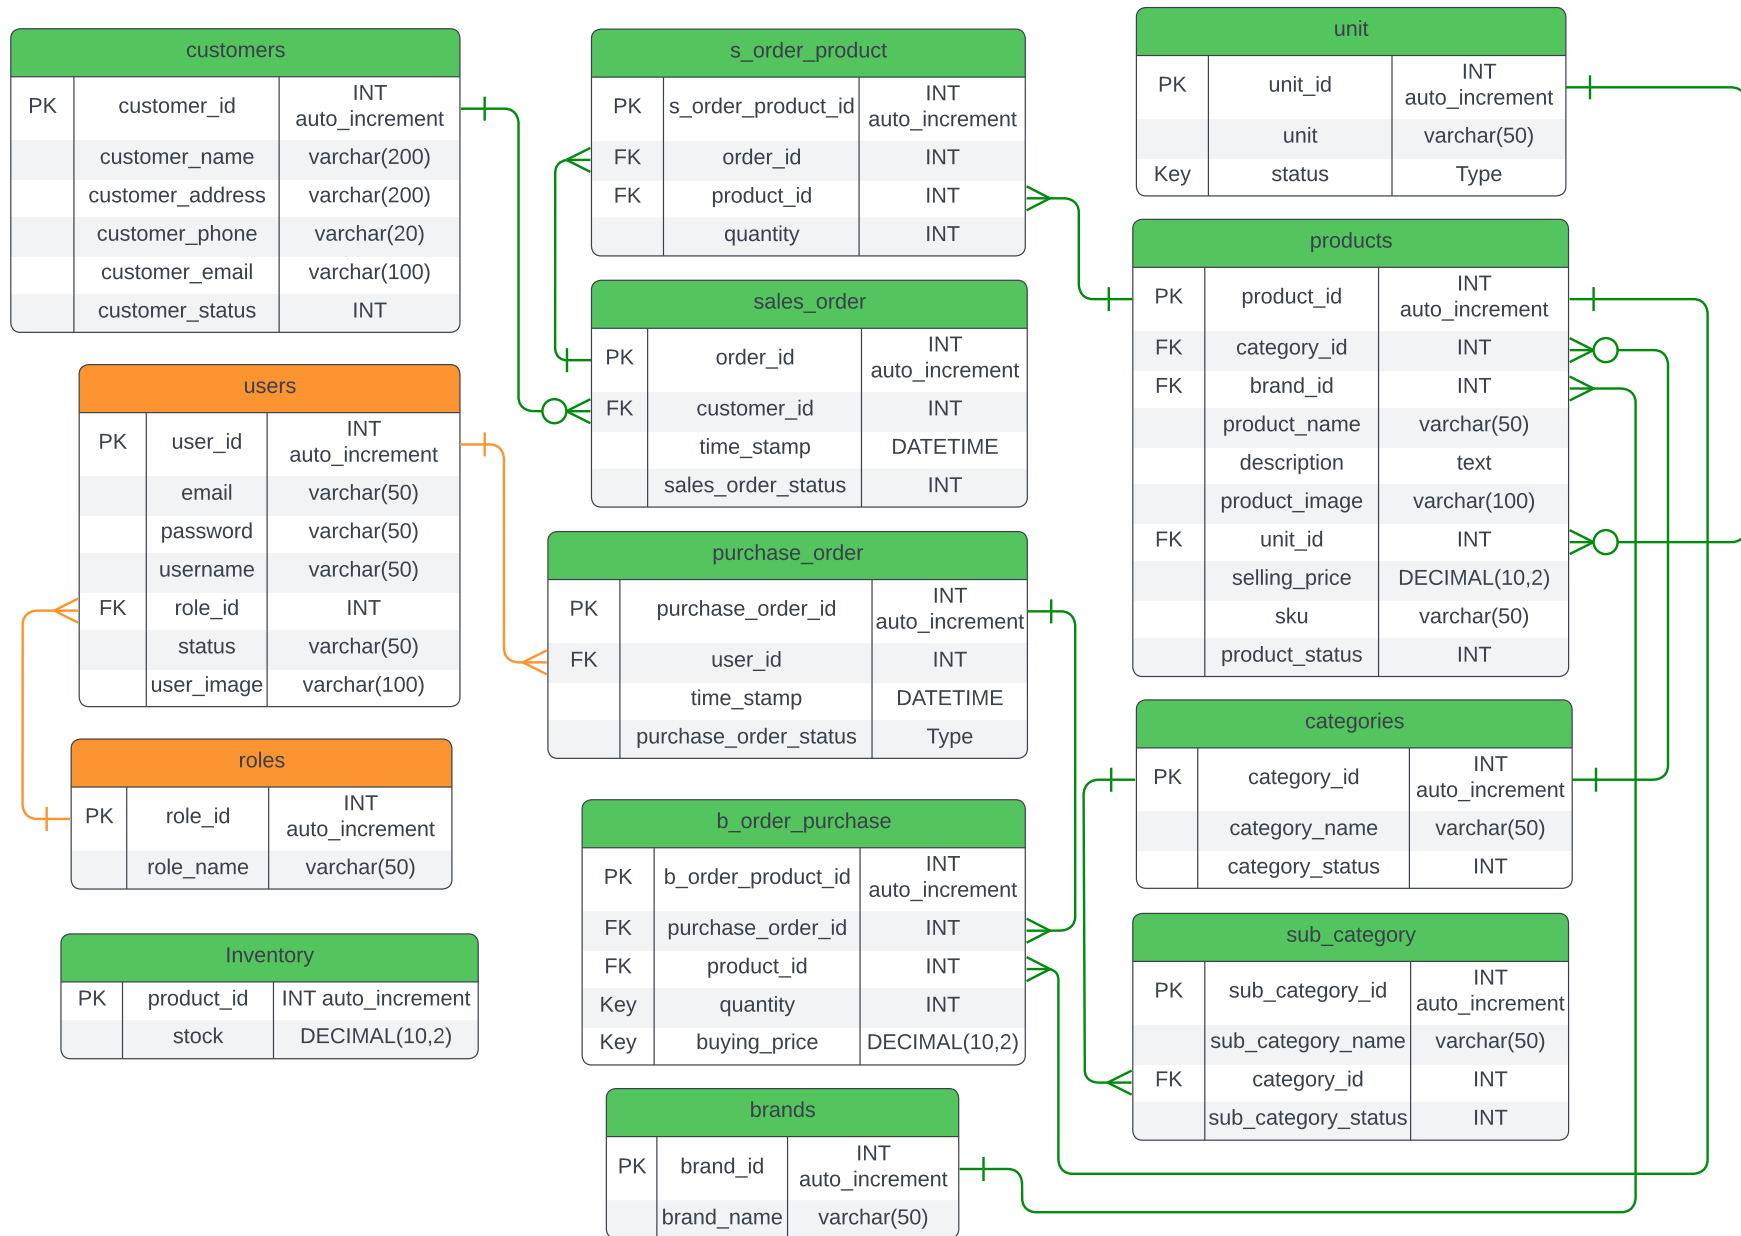 customers
PK customer_id INT auto_increment
customer_name varchar(200)
customer_address varchar(200)
customer_phone varchar(20)
customer_email varchar(100)
customer_status INT
users
PK user_id INT auto_increment
email varchar(50)
password varchar(50)
username varchar(50)
FK role_id INT
status varchar(50)
user_image varchar(100)
roles
PK role_id INT auto_increment
role_name varchar(50)
Inventory
PK product_id INT auto_increment
stock DECIMAL(10,2)
s_order_product
PK s_order_product_id INT auto_increment
FK order_id INT
FK product_id INT
quantity INT
sales_order
PK order_id INT auto_increment
FK customer_id INT
time_stamp DATETIME
sales_order_status INT
purchase_order
PK purchase_order_id INT auto_increment
FK user_id INT
time_stamp DATETIME
purchase_order_status Type
b_order_purchase
PK b_order_product_id INT auto_increment
FK purchase_order_id INT
FK product_id INT
Key quantity INT
Key buying_price DECIMAL(10,2)
brands
PK brand_id INT auto_increment
brand_name varchar(50)
unit
PK unit_id INT auto_increment
unit varchar(50)
Key status Type
products
PK product_id INT auto_increment
FK category_id INT
FK brand_id INT
product_name varchar(50)
description text
product_image varchar(100)
FK unit_id INT
selling_price DECIMAL(10,2)
sku varchar(50)
product_status INT
categories
PK category_id INT auto_increment
category_name varchar(50)
category_status INT
sub_category
PK sub_category_id INT auto_increment
sub_category_name varchar(50)
FK category_id INT
sub_category_status INT